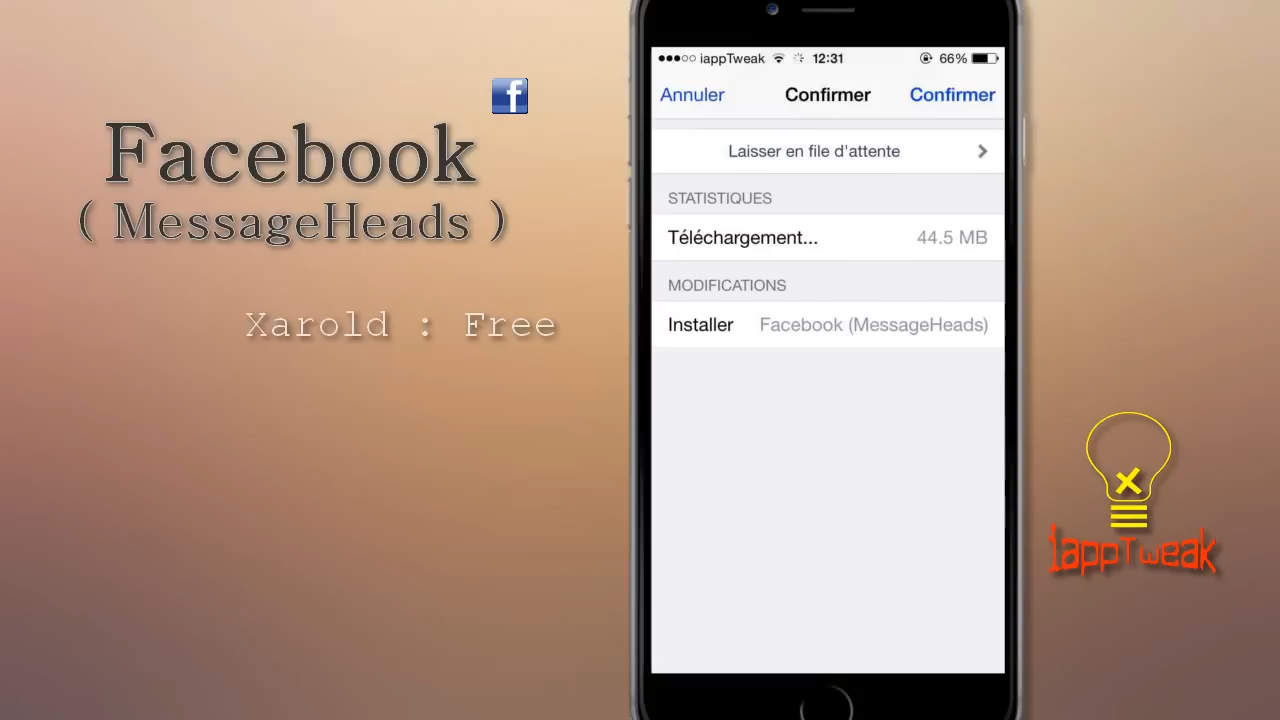 f
Facebook
( MessageHeads )
Xarold : Free
iappTweak 12:31 66%
Annuler Confirmer Confirmer
Laisser en file d'attente
STATISTIQUES
Téléchargement... 44.5 MB
MODIFICATIONS
Installer Facebook (MessageHeads)
iappTweak